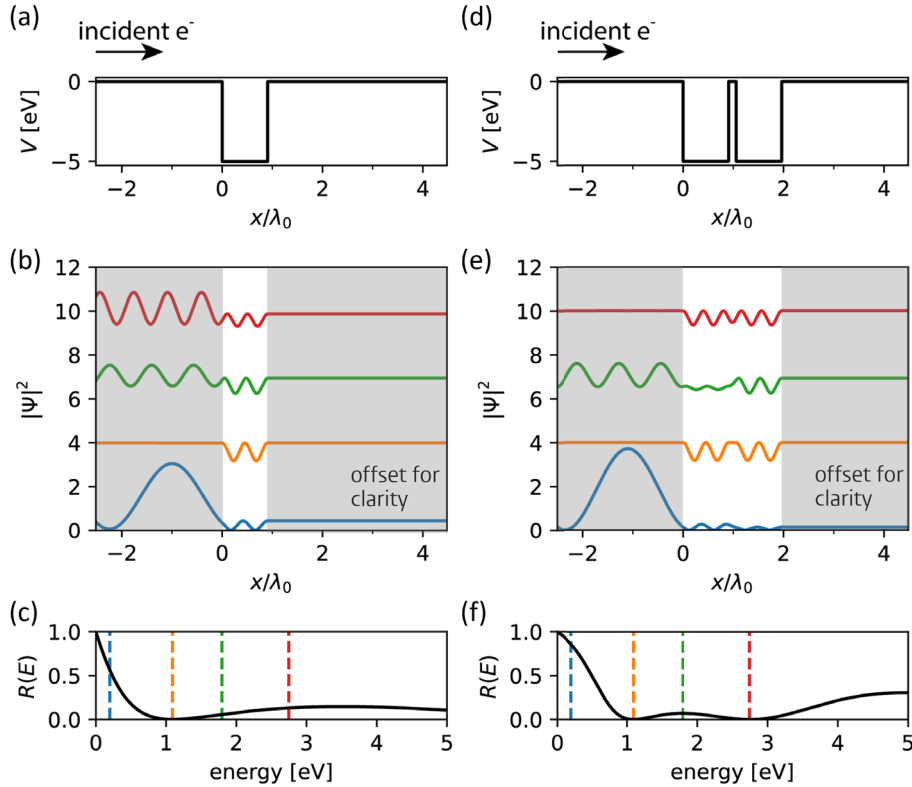 (a)
incident e⁻
0
−5
V [eV]
−2
0
2
4
x/λ₀
(b)
12
10
8
6
4
2
0
|Ψ|²
offset for
clarity
−2
0
2
4
x/λ₀
(c)
1.0
0.5
0.0
R(E)
0
1
2
3
4
5
energy [eV]
(d)
incident e⁻
0
−5
V [eV]
−2
0
2
4
x/λ₀
(e)
12
10
8
6
4
2
0
|Ψ|²
offset for
clarity
−2
0
2
4
x/λ₀
(f)
1.0
0.5
0.0
R(E)
0
1
2
3
4
5
energy [eV]